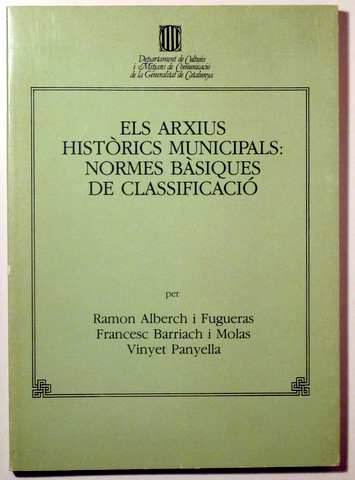 Departament de Cultura
i Mitjans de Comunicació
de la Generalitat de Catalunya
ELS ARXIUS
HISTÒRICS MUNICIPALS:
NORMES BÀSIQUES
DE CLASSIFICACIÓ
per
Ramon Alberch i Fugueras
Francesc Barriach i Molas
Vinyet Panyella